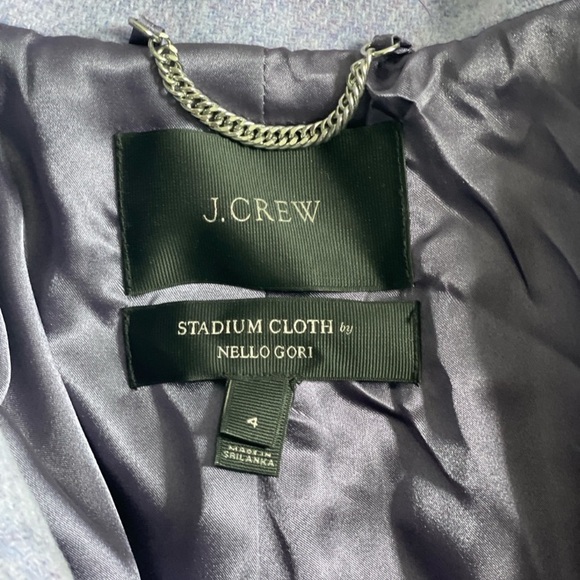 J.CREW
STADIUM CLOTH by
NELLO GORI
4
MADE IN
SRI LANKA